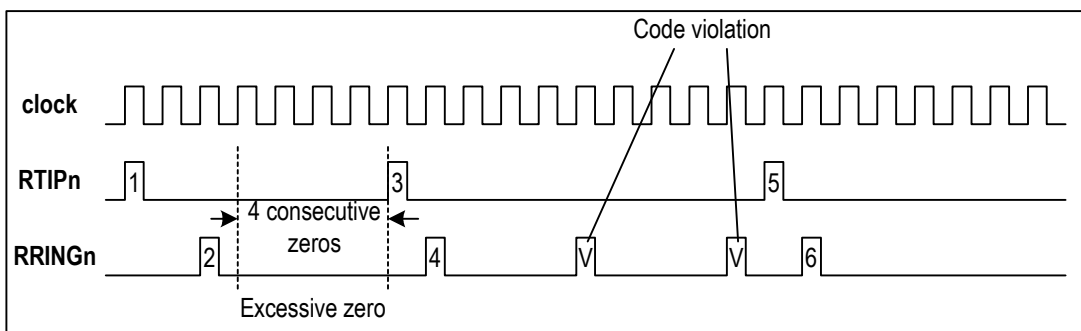 Code violation
clock
RTIPn
1
3
5
4 consecutive
zeros
RRINGn
2
4
V
V
6
Excessive zero